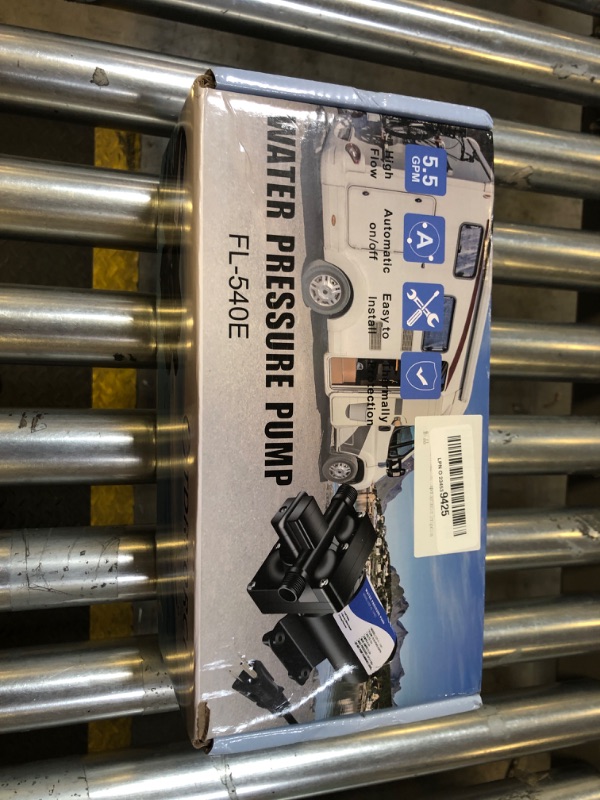 WATER PRESSURE PUMP
FL-540E
5.5
GPM
High
Flow
A
Automatic
on/off
Easy to
Install
9425